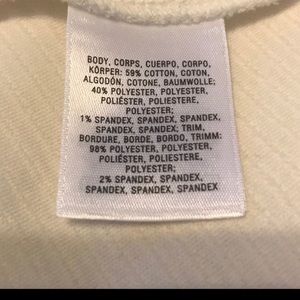 BODY, CORPS, CUERPO, CORPO,
KÖRPER: 59% COTTON, COTON,
ALGODÓN, COTONE, BAUMWOLLE;
40% POLYESTER, POLYESTER,
POLIÉSTER, POLIESTERE,
POLYESTER;
1% SPANDEX, SPANDEX, SPANDEX,
SPANDEX, SPANDEX; TRIM,
BORDURE, BORDE, BORDO, TRIMM:
98% POLYESTER, POLYESTER,
POLIÉSTER, POLIESTERE,
POLYESTER;
2% SPANDEX, SPANDEX,
SPANDEX, SPANDEX, SPANDEX